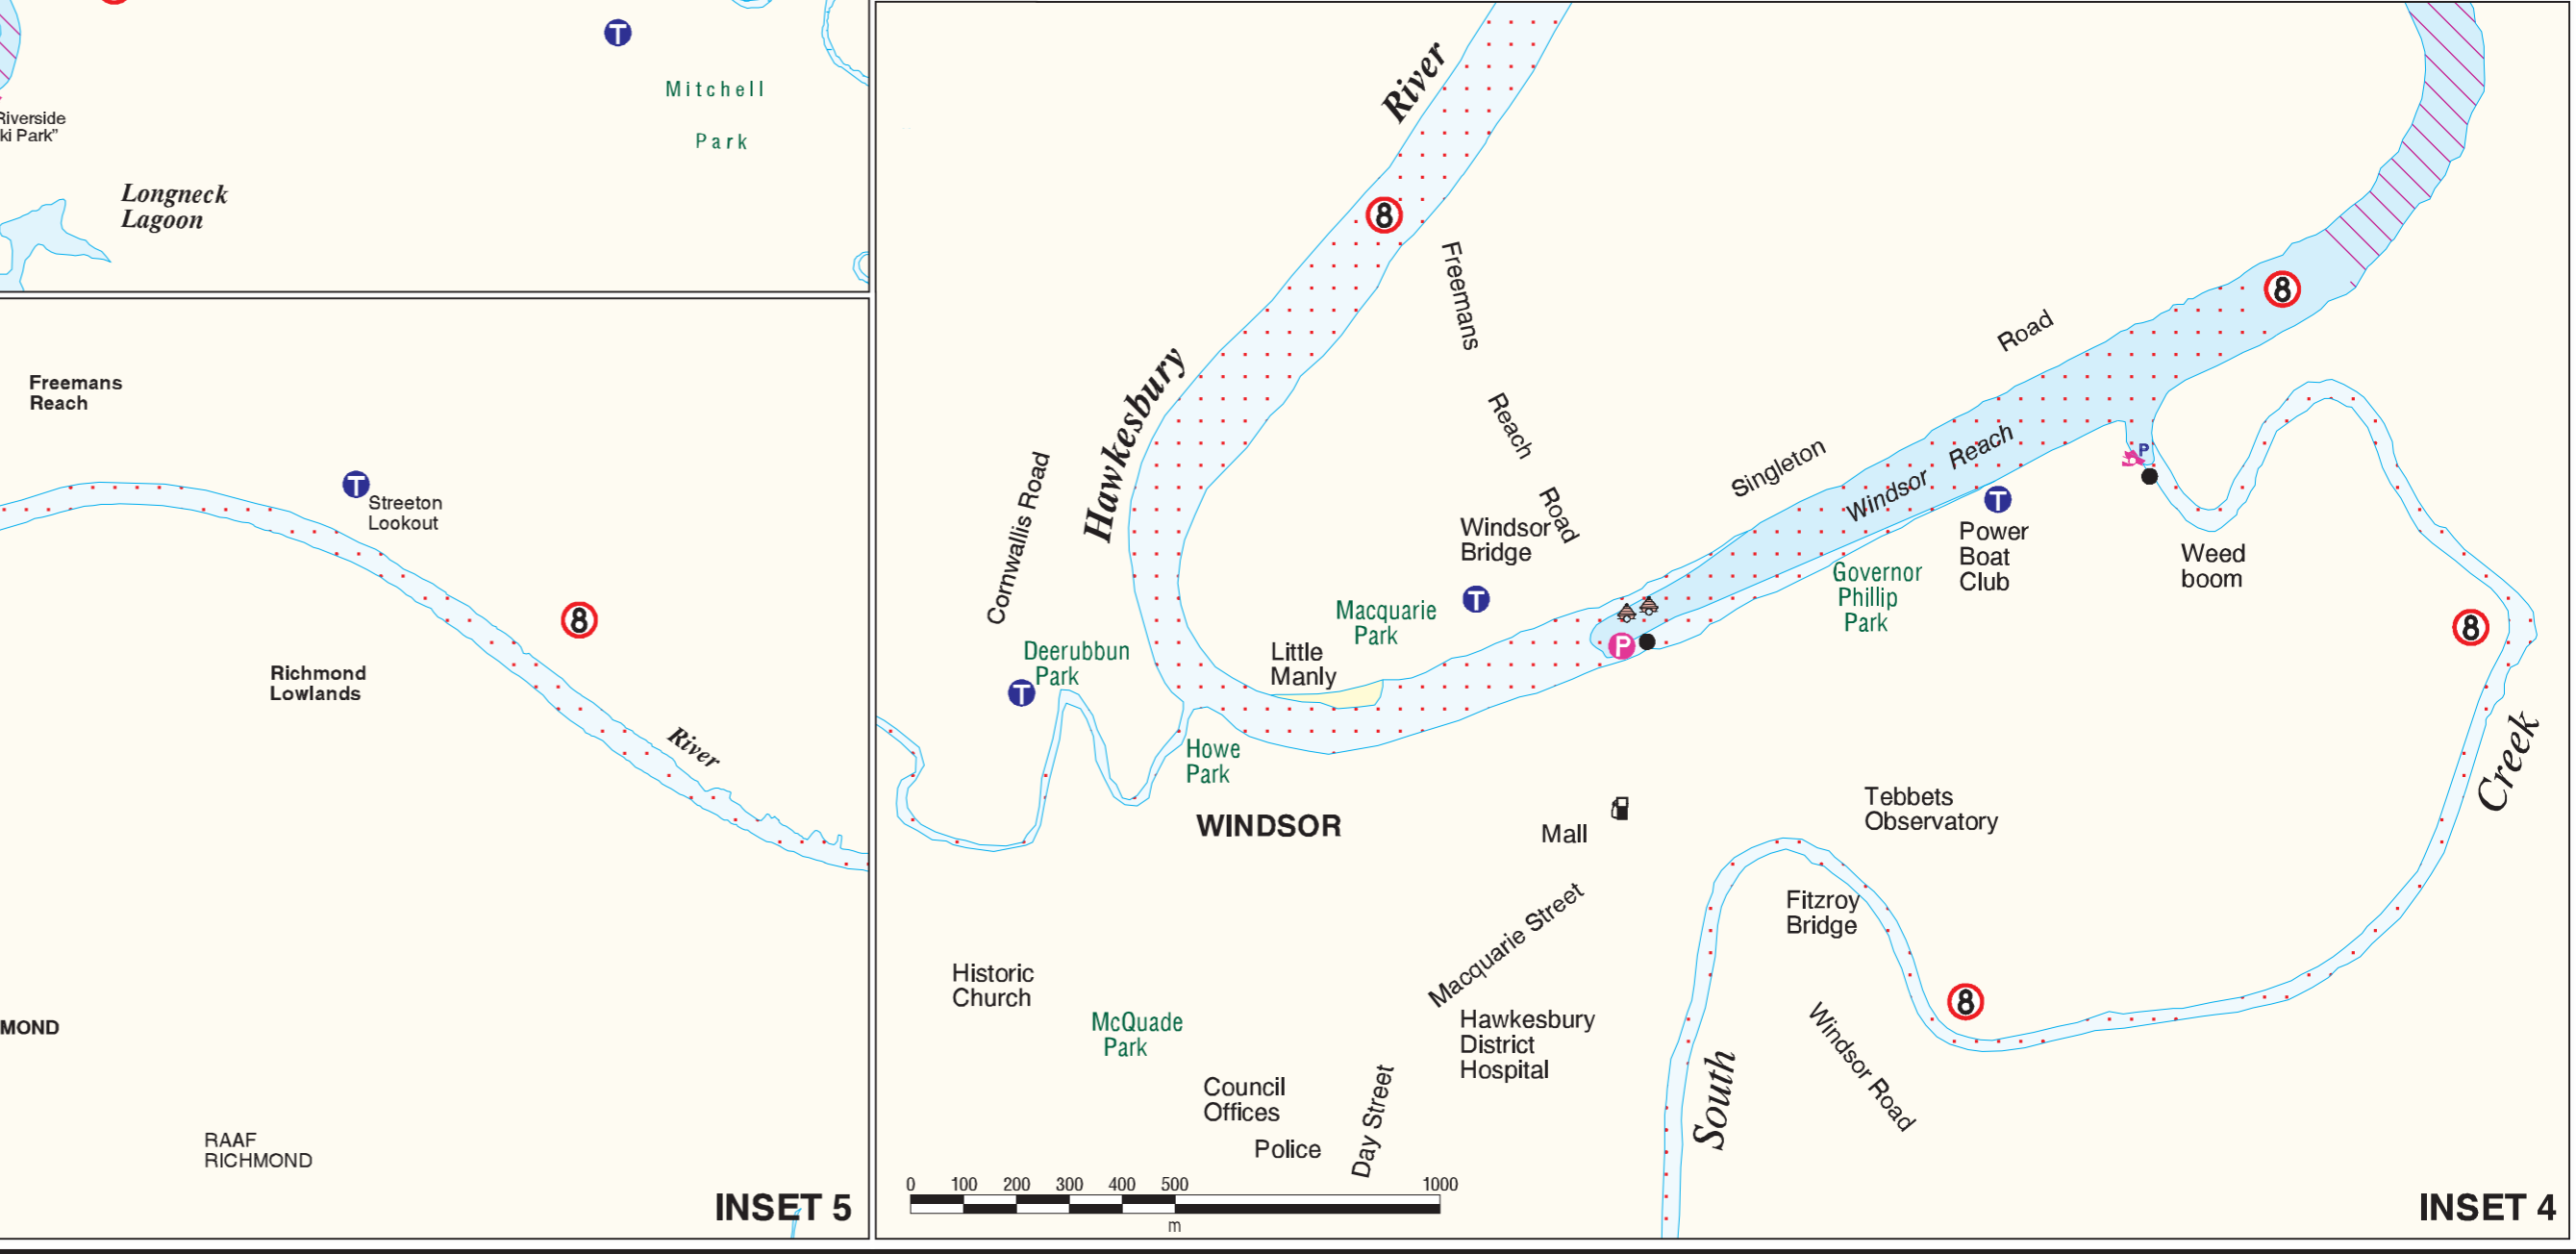 T
Mitchell
Park
Riverside
ki Park”
Longneck
Lagoon
Freemans
Reach
T
Streeton
Lookout
8
Richmond
Lowlands
River
MOND
RAAF
RICHMOND
INSET 5
River
8
Freemans
Reach
Road
Hawkesbury
Cornwallis Road
Windsor
Bridge
T
Macquarie
Park
Little
Manly
Deerubbun
Park
T
Howe
Park
WINDSOR
Singleton
Road
Windsor Reach
8
P
T
Power
Boat
Club
Governor
Phillip
Park
P
Weed
boom
8
Creek
Tebbets
Observatory
Mall
Fitzroy
Bridge
Macquarie Street
Historic
Church
McQuade
Park
Hawkesbury
District
Hospital
8
Windsor Road
South
Council
Offices
Police
Day Street
0 100 200 300 400 500 1000
m
INSET 4